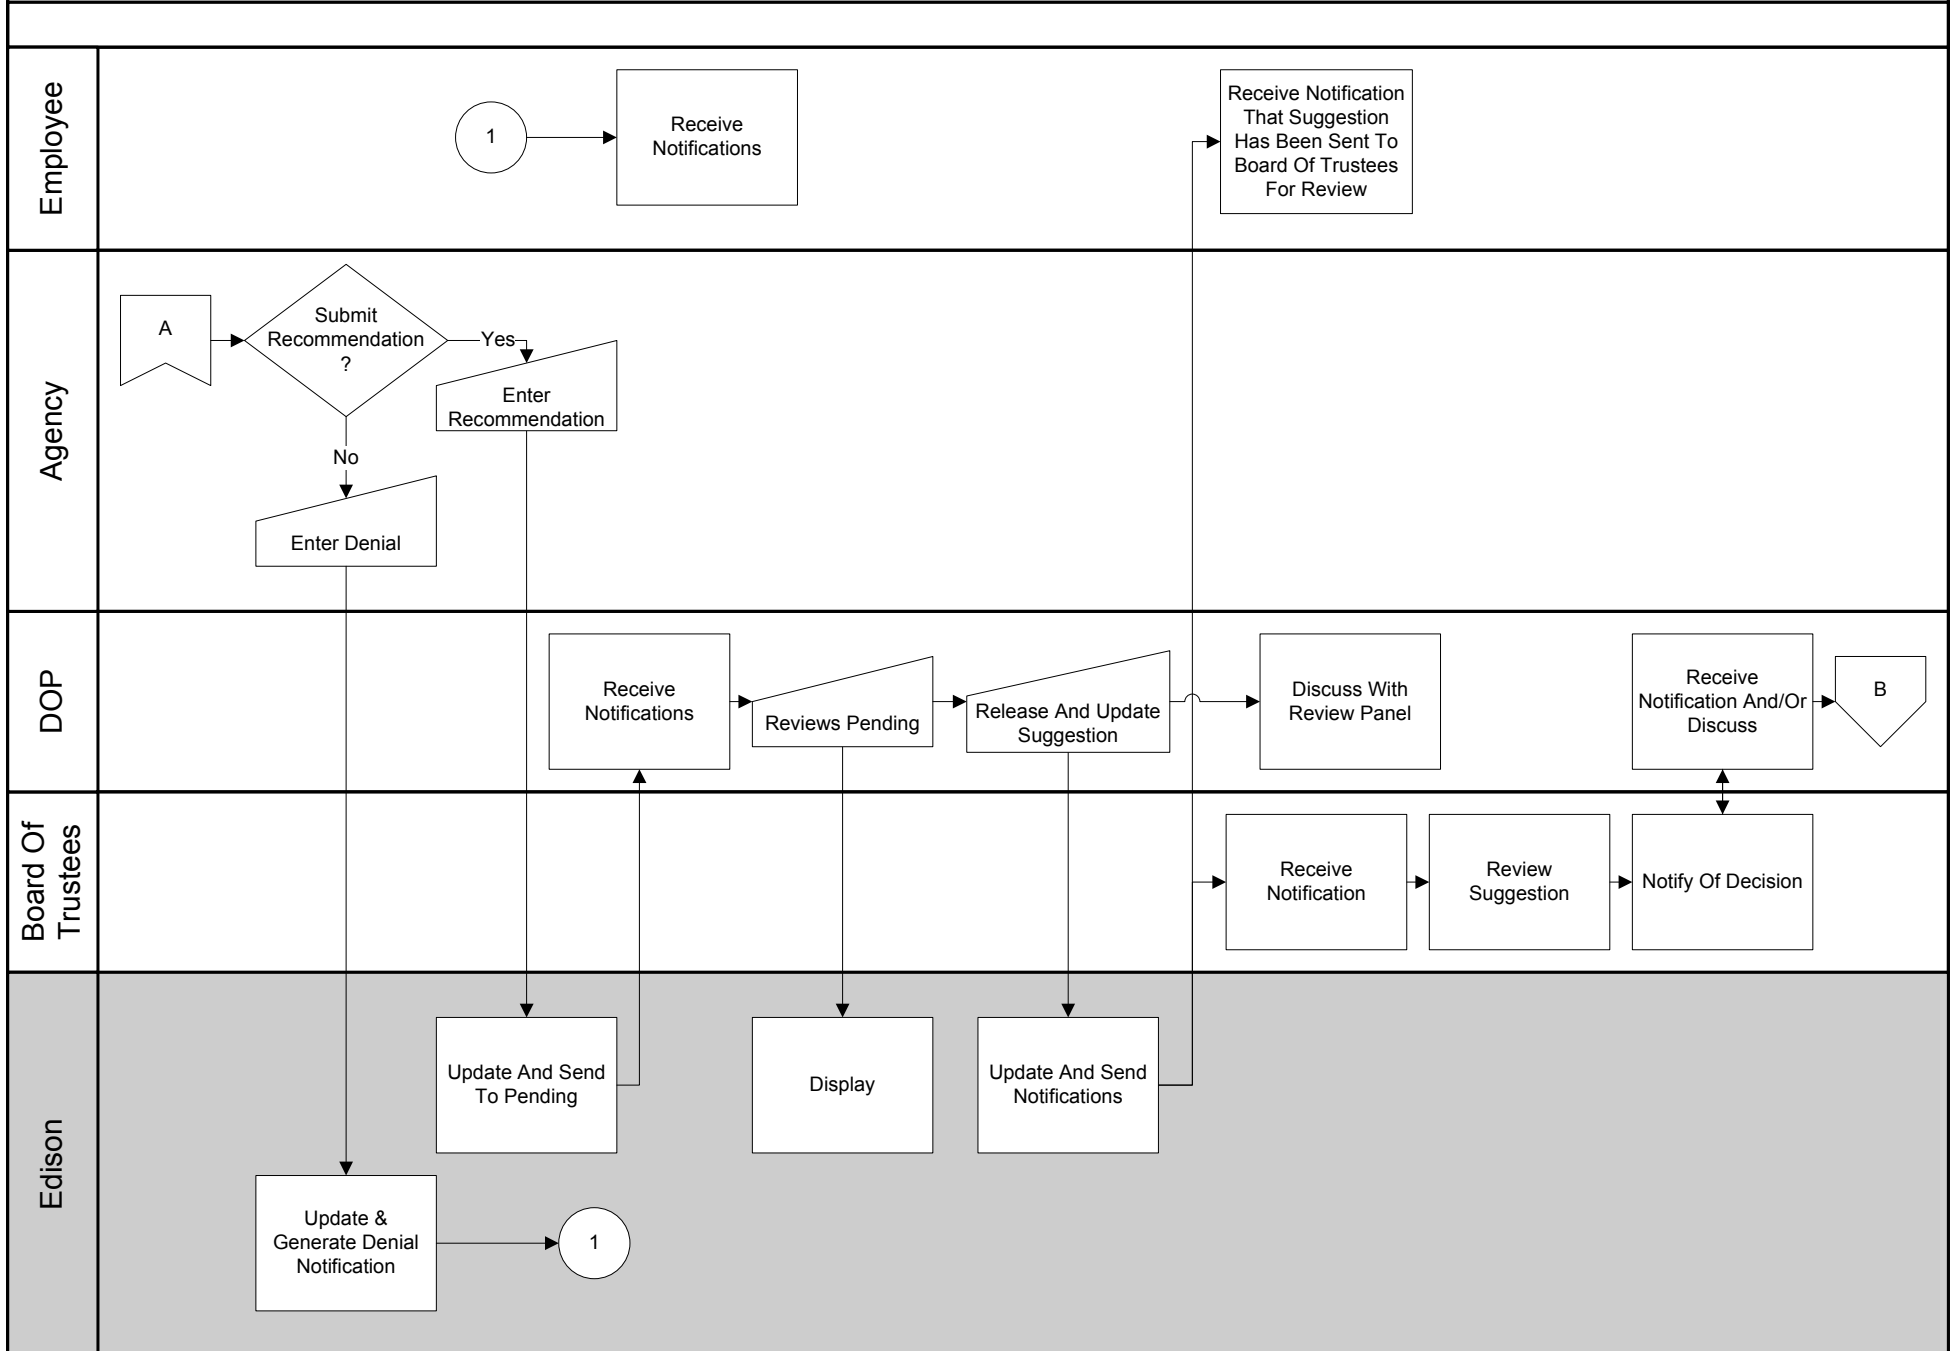 Employee
1
Receive
Notifications
Receive Notification
That Suggestion
Has Been Sent To
Board Of Trustees
For Review
Agency
A
Submit
Recommendation
?
Yes
Enter
Recommendation
No
Enter Denial
DOP
Receive
Notifications
Reviews Pending
Release And Update
Suggestion
Discuss With
Review Panel
Receive
Notification And/Or
Discuss
B
Board Of
Trustees
Receive
Notification
Review
Suggestion
Notify Of Decision
Edison
Update And Send
To Pending
Display
Update And Send
Notifications
Update &
Generate Denial
Notification
1